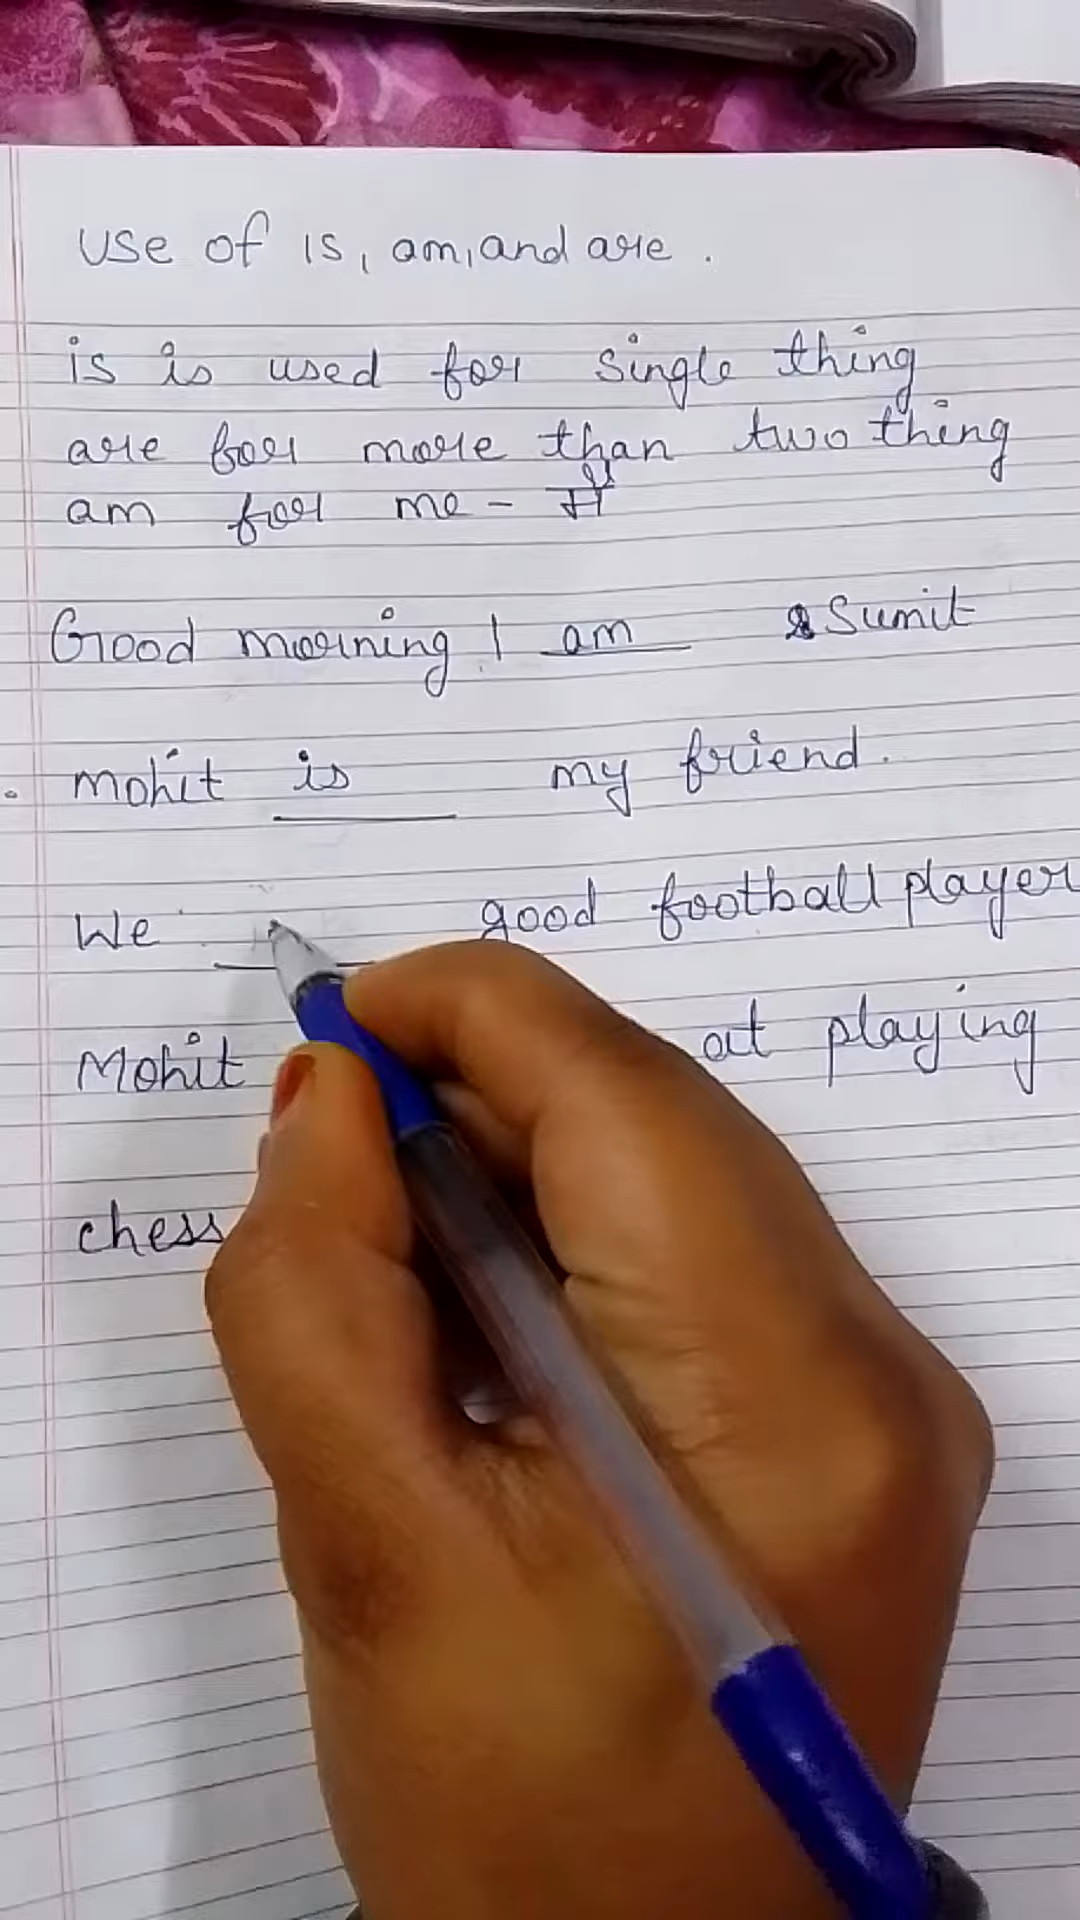 use of is, am, and are.
is is used for single thing
are for more than two thing
am for me - मैं
Good morning I am Sumit
mohit is my friend.
We good football player
Mohit at playing
chess